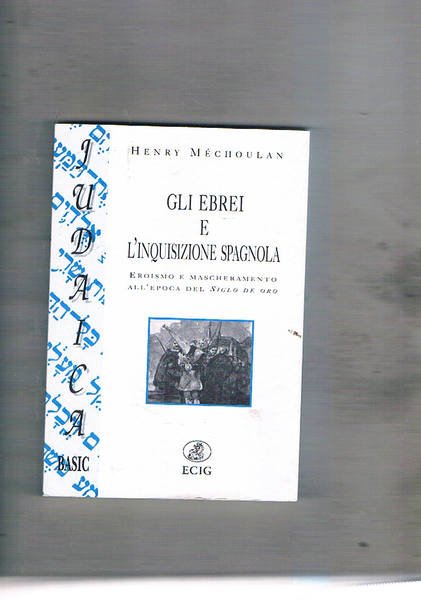 HENRY MÉCHOULAN
GLI EBREI
E
L'INQUISIZIONE SPAGNOLA
EROISMO E MASCHERAMENTO
ALL'EPOCA DEL SIGLO DE ORO
ECIG
JUDAICA
BASIC